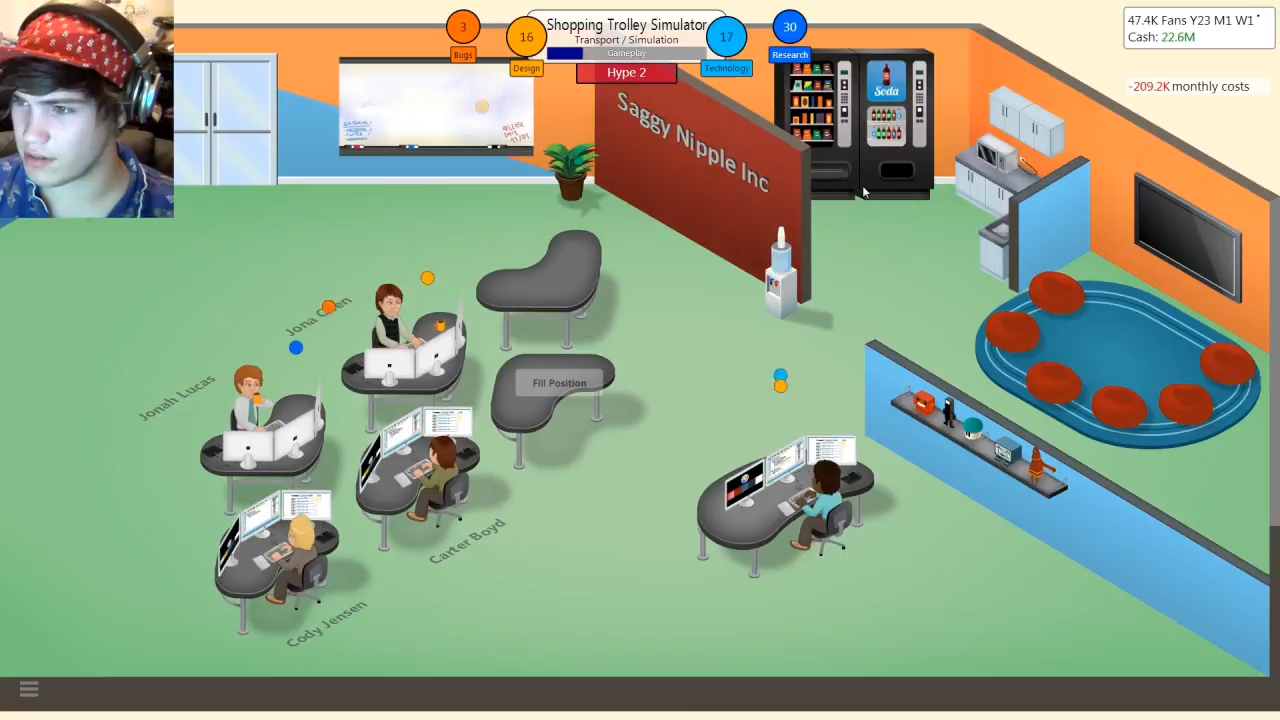 3
Bugs
16
Design
Shopping Trolley Simulator
Transport / Simulation
Gameplay
Hype 2
17
Technology
30
Research
47.4K Fans Y23 M1 W1
Cash: 22.6M
-209.2K monthly costs
RELEASE
Saggy Nipple Inc
Soda
Jonah Lucas
Fill Position
Carter Boyd
Cody Jensen